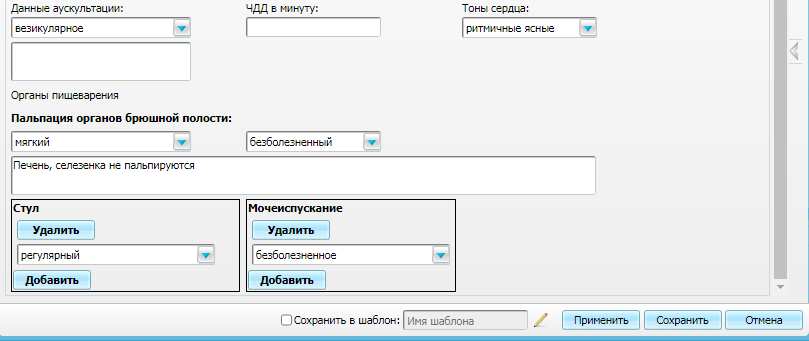 Данные аускультации: ЧДД в минуту: Тоны сердца:
везикулярное ритмичные ясные
Органы пищеварения
Пальпация органов брюшной полости:
мягкий безболезненный
Печень, селезенка не пальпируются
Стул Мочеиспускание
Удалить Удалить
регулярный безболезненное
Добавить Добавить
Сохранить в шаблон: Имя шаблона Применить Сохранить Отмена